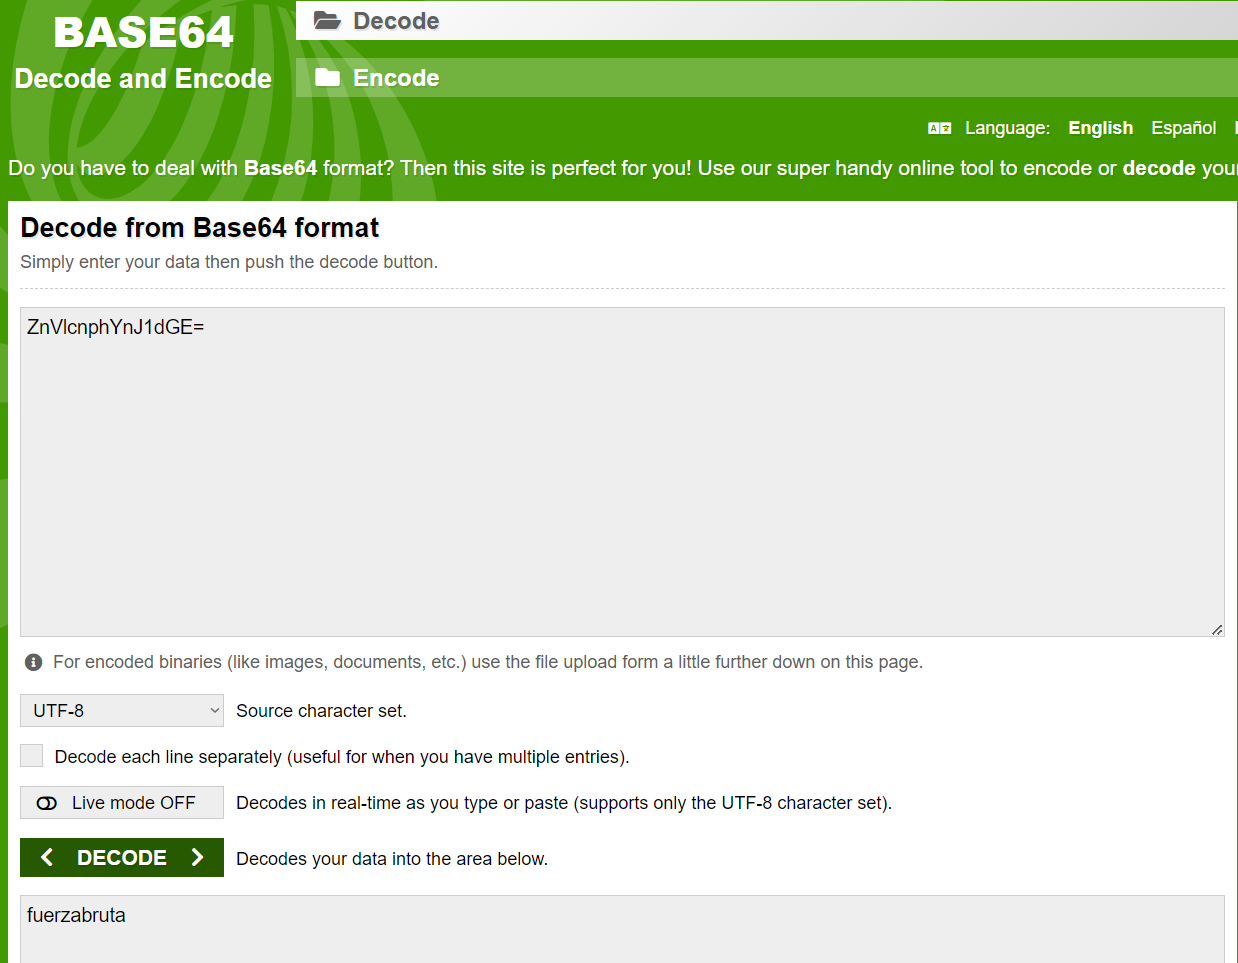 BASE64
Decode and Encode
Decode
Encode
Language: English Español
Do you have to deal with Base64 format? Then this site is perfect for you! Use our super handy online tool to encode or decode your
Decode from Base64 format
Simply enter your data then push the decode button.
ZnVlcnphYnJ1dGE=
For encoded binaries (like images, documents, etc.) use the file upload form a little further down on this page.
UTF-8 Source character set.
Decode each line separately (useful for when you have multiple entries).
Live mode OFF Decodes in real-time as you type or paste (supports only the UTF-8 character set).
DECODE Decodes your data into the area below.
fuerzabruta